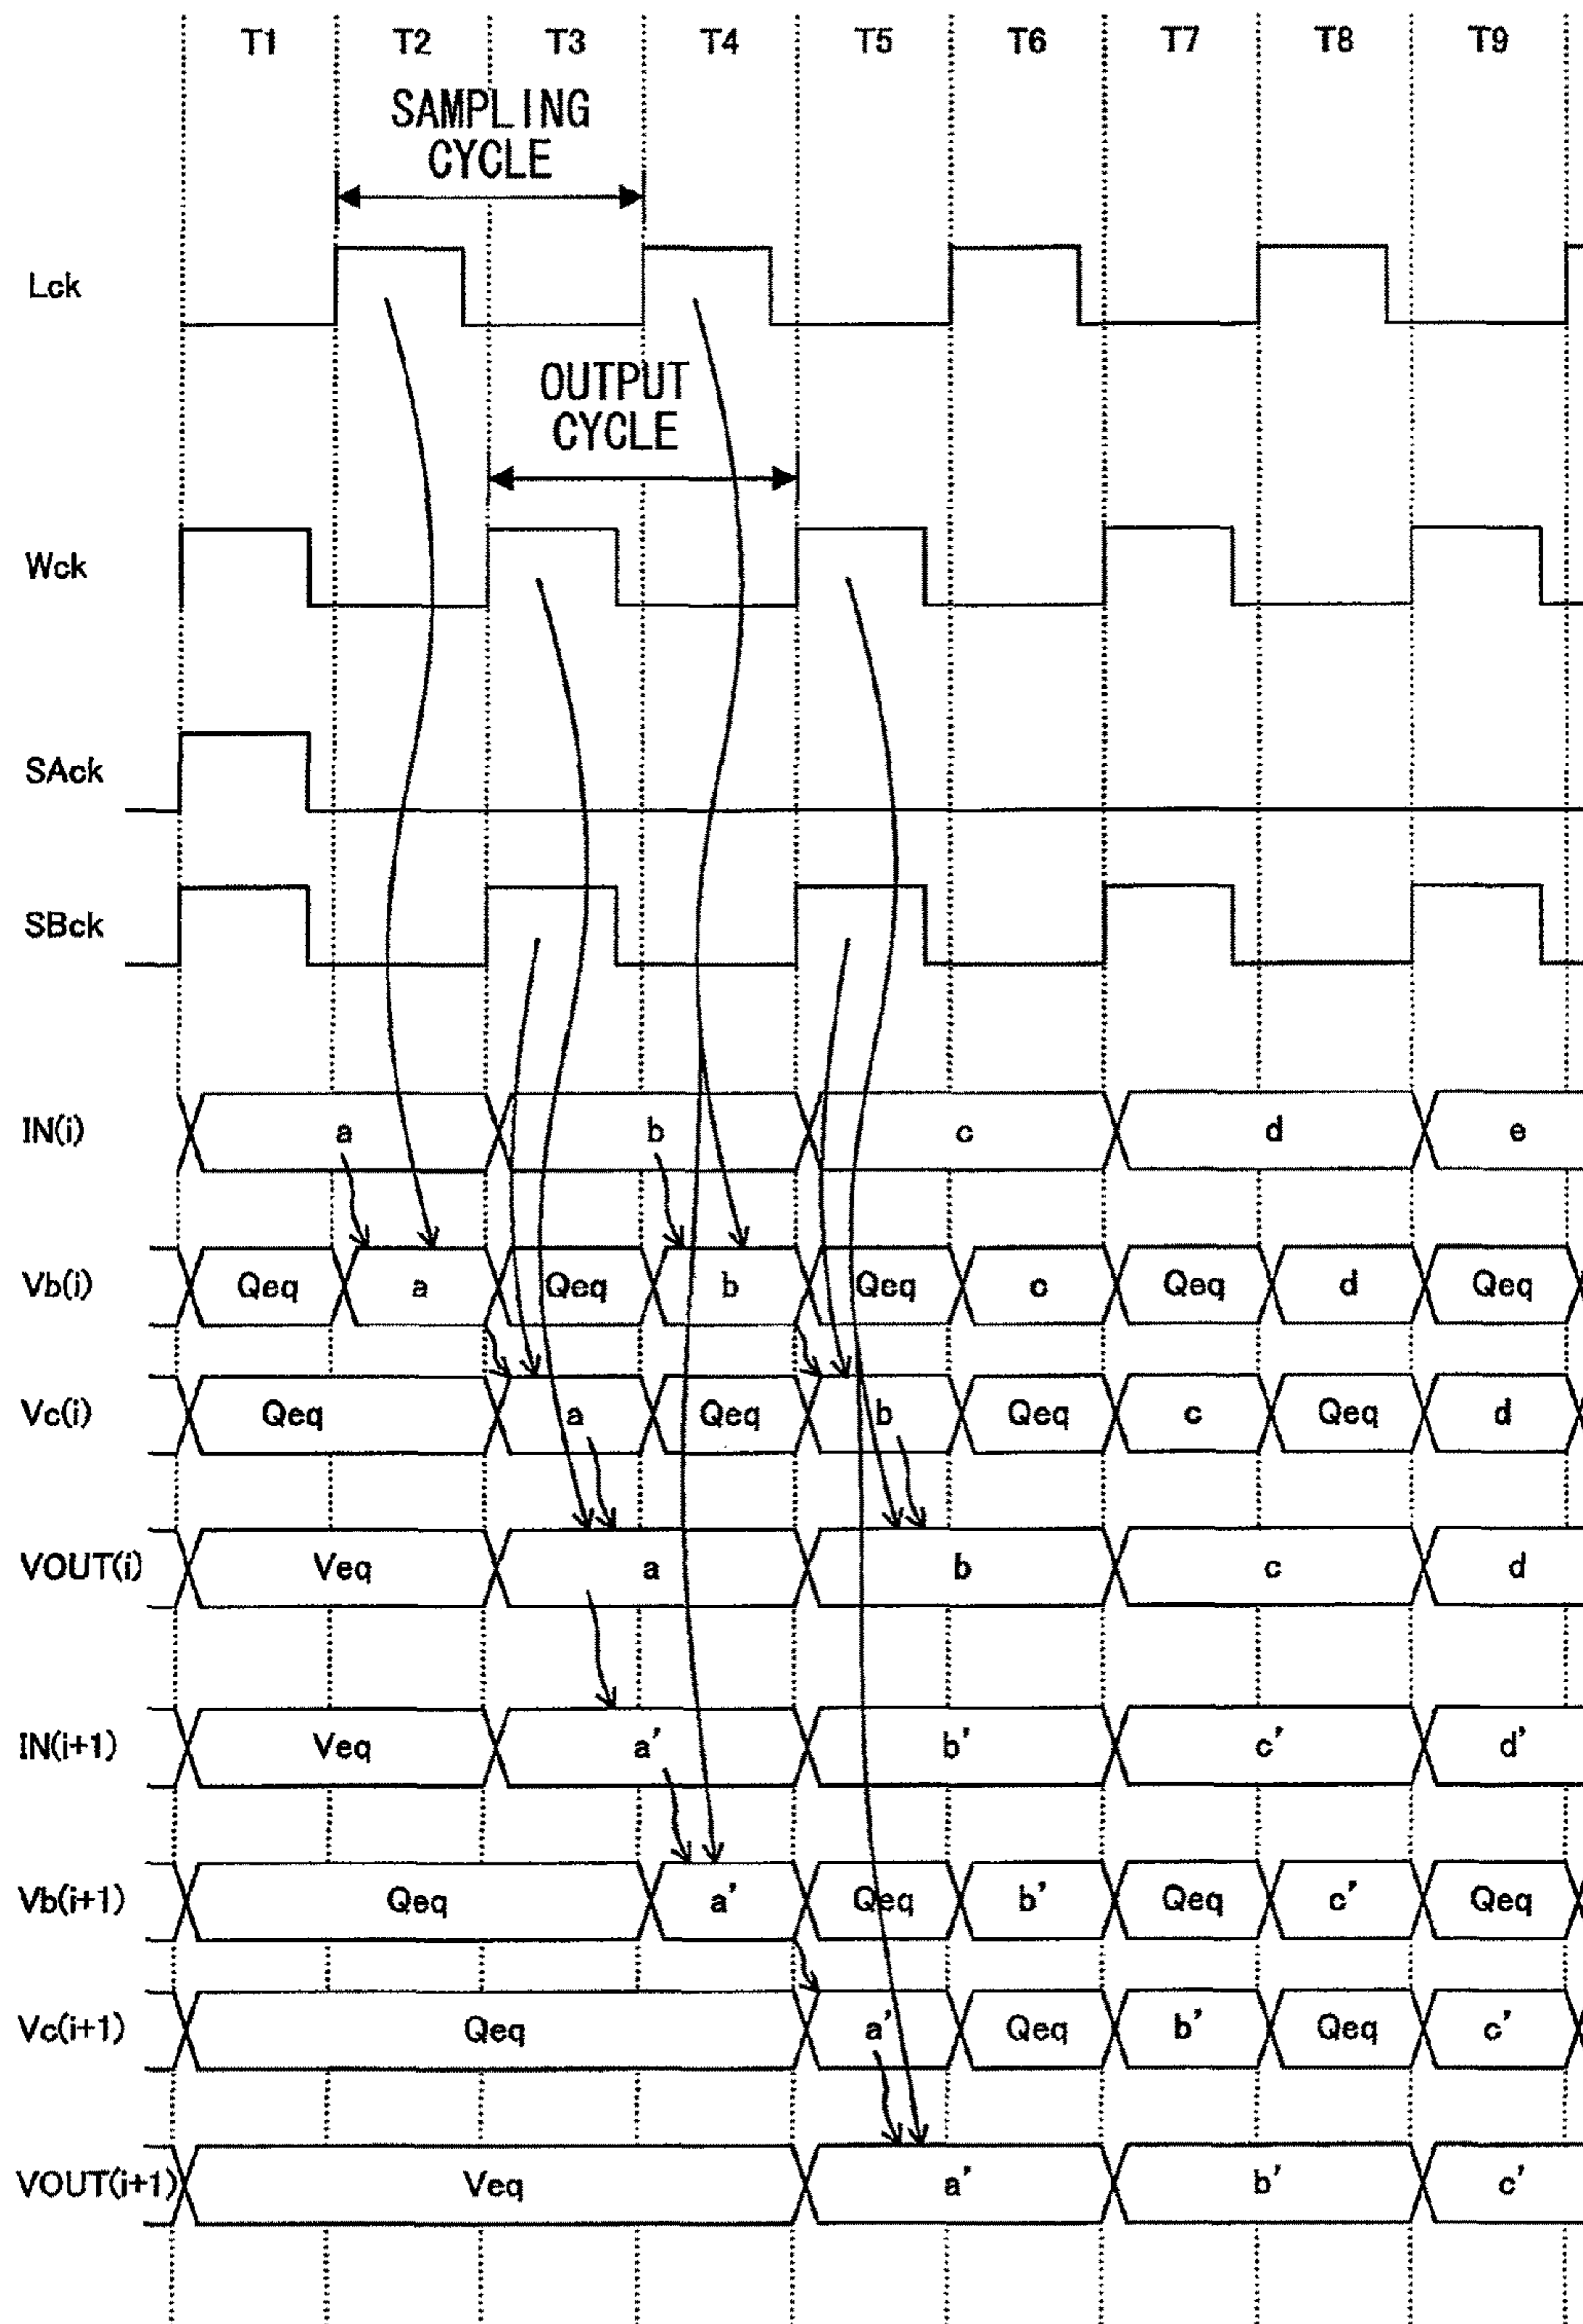 T1 T2 T3 T4 T5 T6 T7 T8 T9
SAMPLING
CYCLE
Lck
OUTPUT
CYCLE
Wck
SAck
SBck
IN(i) a b c d e
Vb(i) Qeq a Qeq b Qeq c Qeq d Qeq
Vc(i) Qeq a Qeq b Qeq c Qeq d
VOUT(i) Veq a b c d
IN(i+1) Veq a' b' c' d'
Vb(i+1) Qeq a' Qeq b' Qeq c' Qeq
Vc(i+1) Qeq a' Qeq b' Qeq c'
VOUT(i+1) Veq a' b' c'